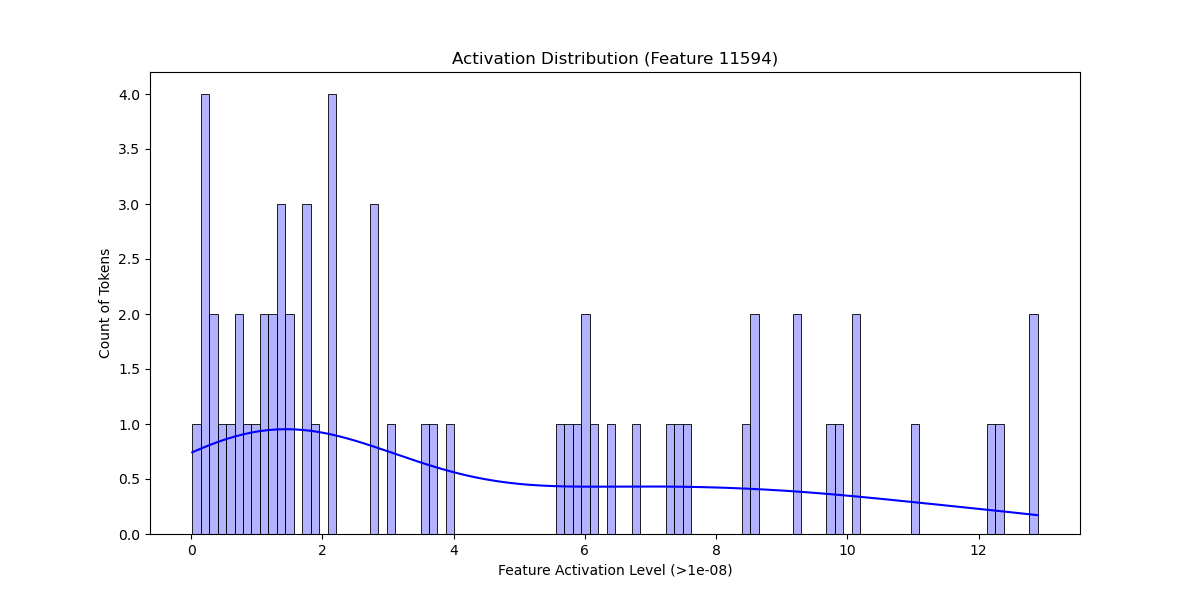 Activation Distribution (Feature 11594)
4.0
3.5
3.0
2.5
2.0
1.5
1.0
0.5
0.0
Count of Tokens
0 2 4 6 8 10 12
Feature Activation Level (>1e-08)